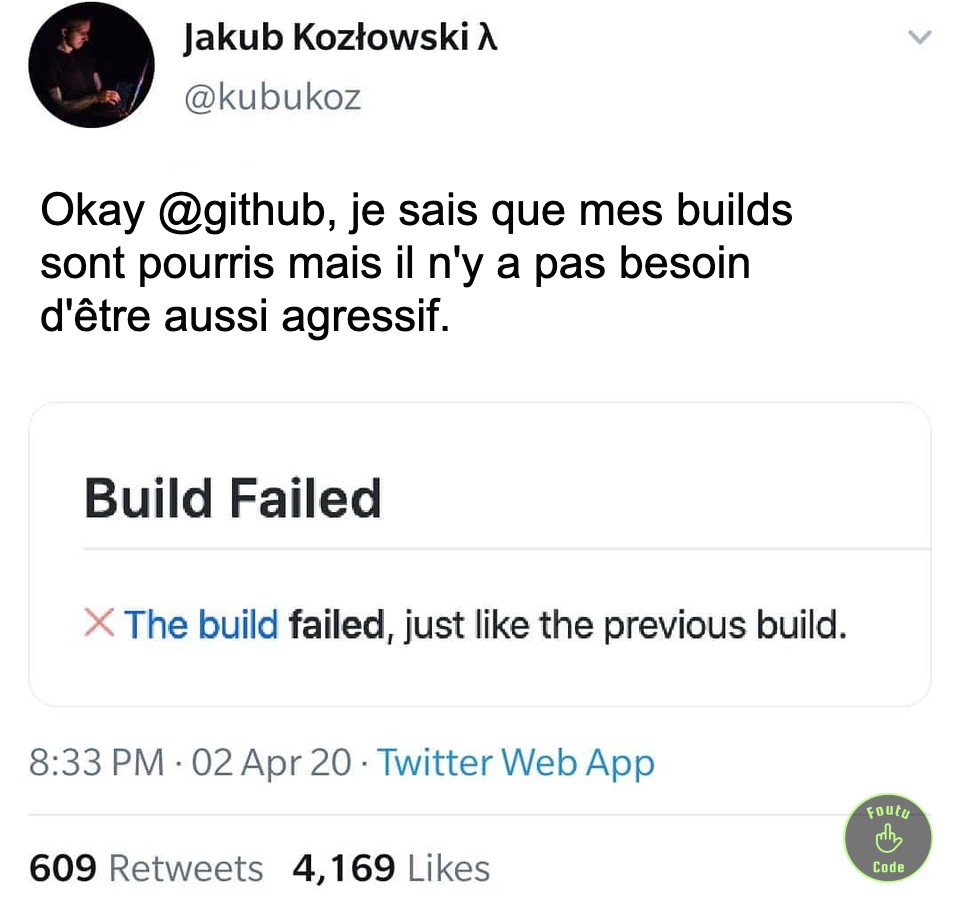 Jakub Kozłowski λ
@kubukoz
Okay @github, je sais que mes builds
sont pourris mais il n'y a pas besoin
d'être aussi agressif.
Build Failed
The build failed, just like the previous build.
8:33 PM · 02 Apr 20 · Twitter Web App
609 Retweets 4,169 Likes
Foutu
Code